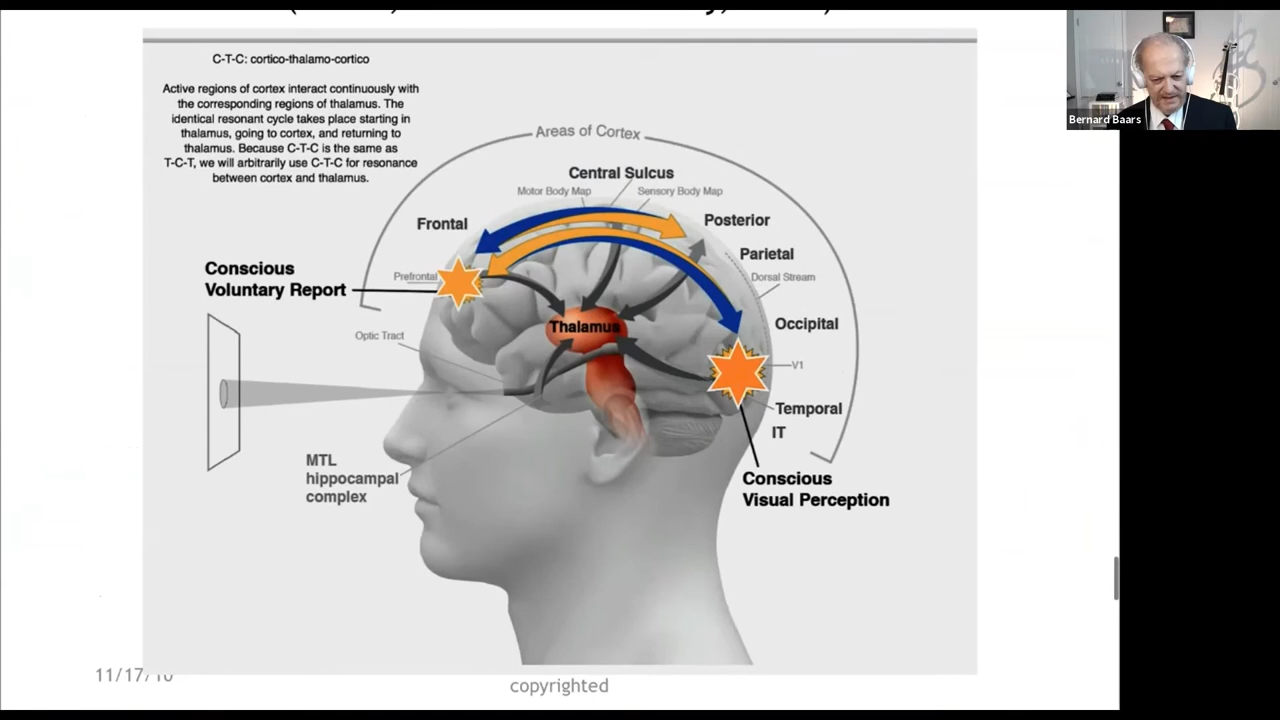 C-T-C: cortico-thalamo-cortico
Active regions of cortex interact continuously with
the corresponding regions of thalamus. The
identical resonant cycle takes place starting in
thalamus, going to cortex, and returning to
thalamus. Because C-T-C is the same as
T-C-T, we will arbitrarily use C-T-C for resonance
between cortex and thalamus.
Bernard Baars
Areas of Cortex
Central Sulcus
Motor Body Map
Sensory Body Map
Frontal
Posterior
Parietal
Conscious
Voluntary Report
Prefrontal
Dorsal Stream
Thalamus
Occipital
Optic Tract
V1
Temporal
IT
MTL
hippocampal
complex
Conscious
Visual Perception
copyrighted